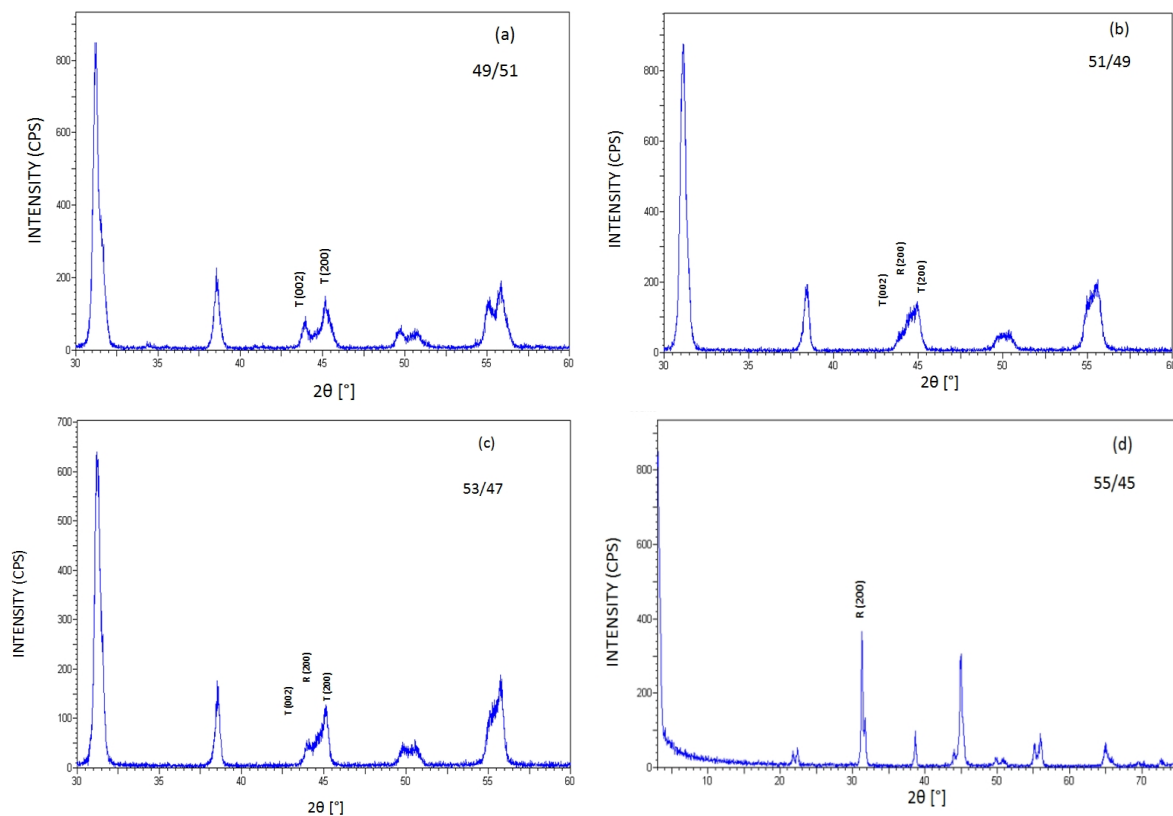 (a)
49/51
INTENSITY (CPS)
800
600
400
200
0
T (002)
T (200)
30
35
40
45
50
55
60
2θ [°]
(b)
51/49
INTENSITY (CPS)
800
600
400
200
0
T (002)
R (200)
T (200)
30
35
40
45
50
55
60
2θ [°]
(c)
53/47
INTENSITY (CPS)
700
600
500
400
300
200
100
0
T (002)
R (200)
T (200)
30
35
40
45
50
55
60
2θ [°]
(d)
55/45
INTENSITY (CPS)
800
600
400
200
0
R (200)
10
20
30
40
50
60
70
2θ [°]